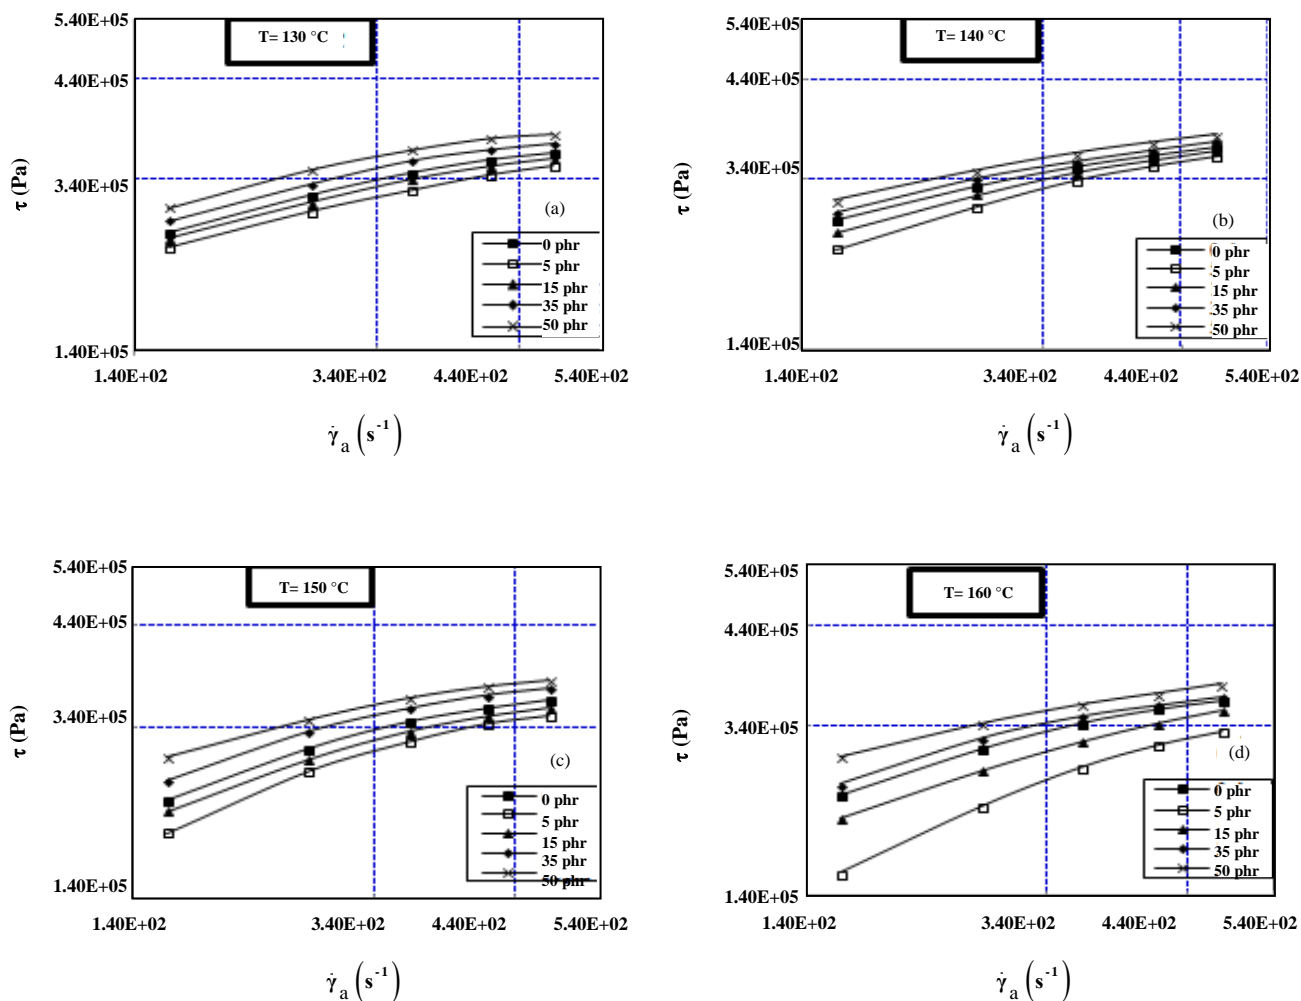 5.40E+05
4.40E+05
3.40E+05
1.40E+05
τ (Pa)
T= 130 °C
(a)
0 phr
5 phr
15 phr
35 phr
50 phr
1.40E+02 3.40E+02 4.40E+02 5.40E+02
γ̇a (s-1)
5.40E+05
4.40E+05
3.40E+05
1.40E+05
τ (Pa)
T= 140 °C
(b)
0 phr
5 phr
15 phr
35 phr
50 phr
1.40E+02 3.40E+02 4.40E+02 5.40E+02
γ̇a (s-1)
5.40E+05
4.40E+05
3.40E+05
1.40E+05
τ (Pa)
T= 150 °C
(c)
0 phr
5 phr
15 phr
35 phr
50 phr
1.40E+02 3.40E+02 4.40E+02 5.40E+02
γ̇a (s-1)
5.40E+05
4.40E+05
3.40E+05
1.40E+05
τ (Pa)
T= 160 °C
(d)
0 phr
5 phr
15 phr
35 phr
50 phr
1.40E+02 3.40E+02 4.40E+02 5.40E+02
γ̇a (s-1)